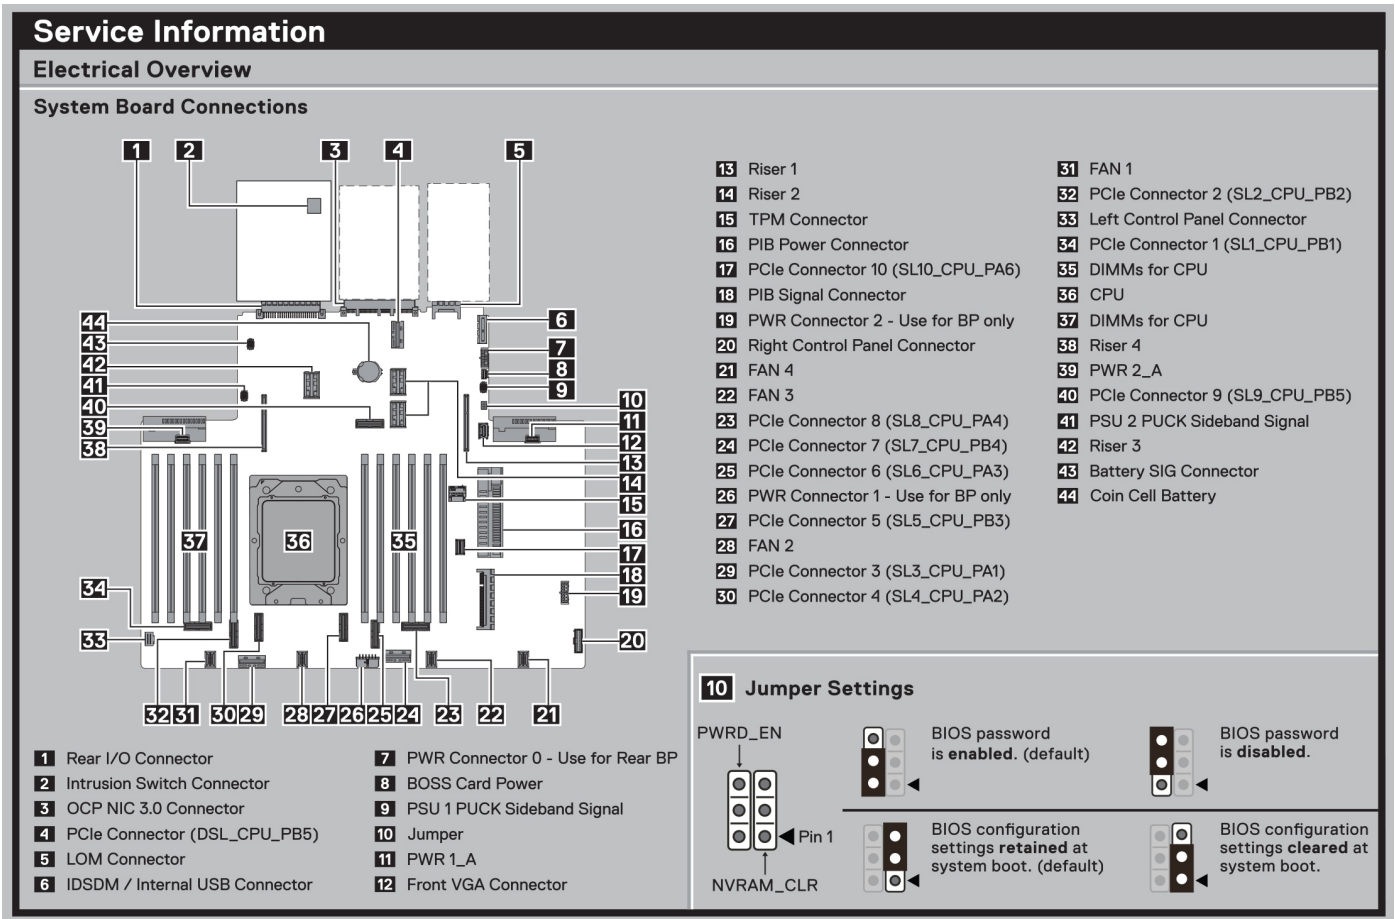 Service Information
Electrical Overview
System Board Connections
1 2 3 4 5
44
43
42
41
40
39
38
6
7
8
9
10
11
12
13
14
15
16
17
18
19
20
37 36 35
34
33
32 31 30 29 28 27 26 25 24 23 22 21
1 Rear I/O Connector
2 Intrusion Switch Connector
3 OCP NIC 3.0 Connector
4 PCIe Connector (DSL_CPU_PB5)
5 LOM Connector
6 IDSDM / Internal USB Connector
7 PWR Connector 0 - Use for Rear BP
8 BOSS Card Power
9 PSU 1 PUCK Sideband Signal
10 Jumper
11 PWR 1_A
12 Front VGA Connector
13 Riser 1
14 Riser 2
15 TPM Connector
16 PIB Power Connector
17 PCIe Connector 10 (SL10_CPU_PA6)
18 PIB Signal Connector
19 PWR Connector 2 - Use for BP only
20 Right Control Panel Connector
21 FAN 4
22 FAN 3
23 PCIe Connector 8 (SL8_CPU_PA4)
24 PCIe Connector 7 (SL7_CPU_PB4)
25 PCIe Connector 6 (SL6_CPU_PA3)
26 PWR Connector 1 - Use for BP only
27 PCIe Connector 5 (SL5_CPU_PB3)
28 FAN 2
29 PCIe Connector 3 (SL3_CPU_PA1)
30 PCIe Connector 4 (SL4_CPU_PA2)
31 FAN 1
32 PCIe Connector 2 (SL2_CPU_PB2)
33 Left Control Panel Connector
34 PCIe Connector 1 (SL1_CPU_PB1)
35 DIMMs for CPU
36 CPU
37 DIMMs for CPU
38 Riser 4
39 PWR 2_A
40 PCIe Connector 9 (SL9_CPU_PB5)
41 PSU 2 PUCK Sideband Signal
42 Riser 3
43 Battery SIG Connector
44 Coin Cell Battery
10 Jumper Settings
PWRD_EN
Pin 1
NVRAM_CLR
BIOS password
is enabled. (default)
BIOS password
is disabled.
BIOS configuration
settings retained at
system boot. (default)
BIOS configuration
settings cleared at
system boot.